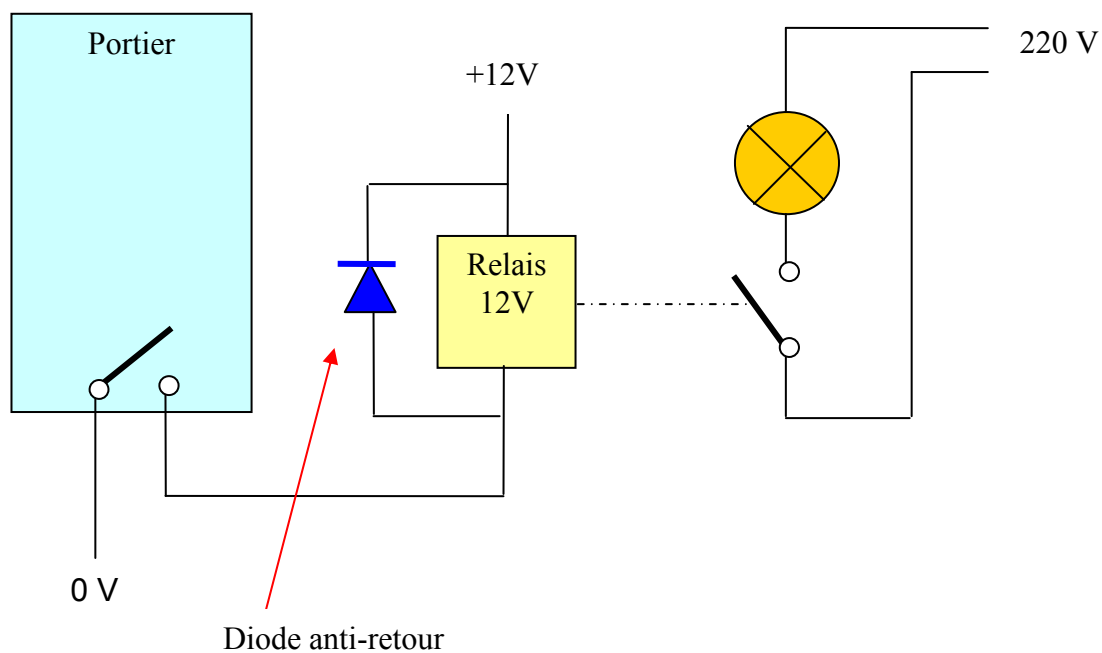 Portier
220 V
+12V
Relais
12V
0 V
Diode anti-retour